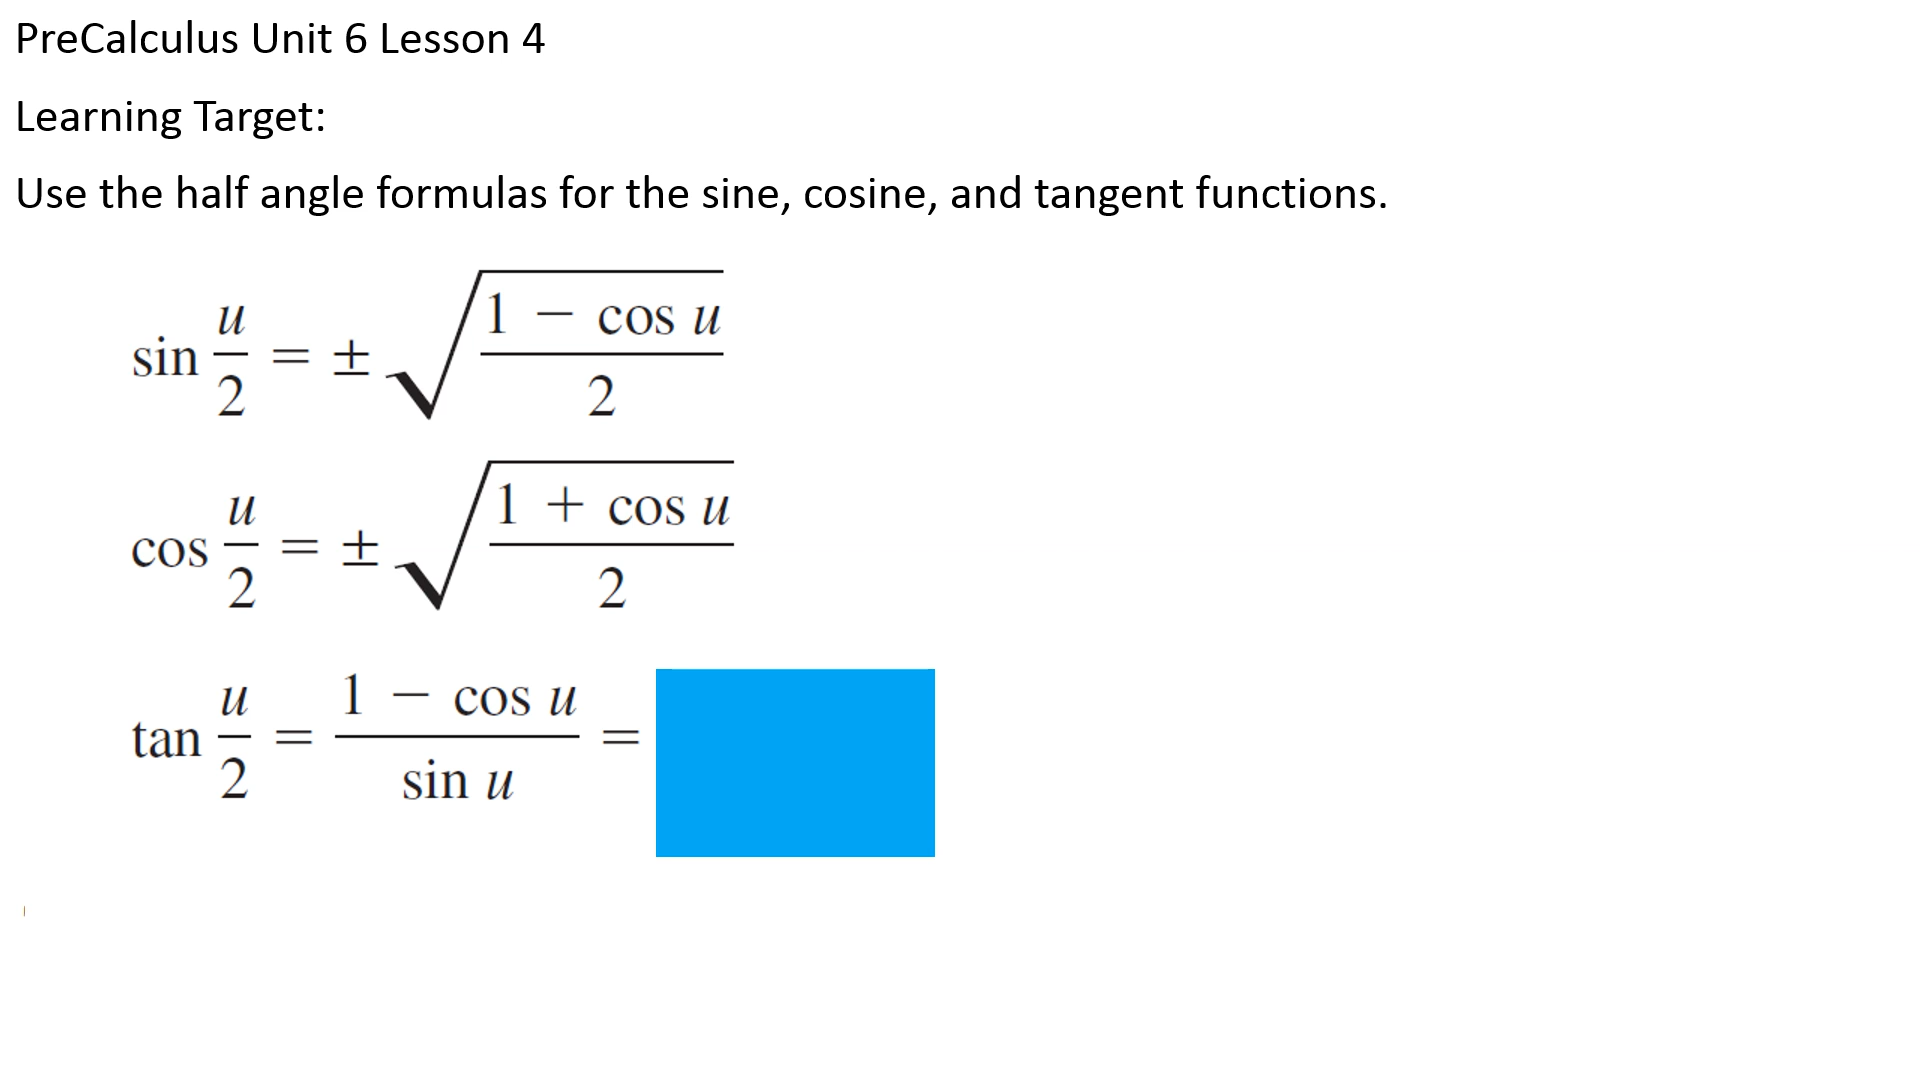 PreCalculus Unit 6 Lesson 4
Learning Target:
Use the half angle formulas for the sine, cosine, and tangent functions.
sin u/2 = ± √((1 − cos u)/2)
cos u/2 = ± √((1 + cos u)/2)
tan u/2 = (1 − cos u)/(sin u) =